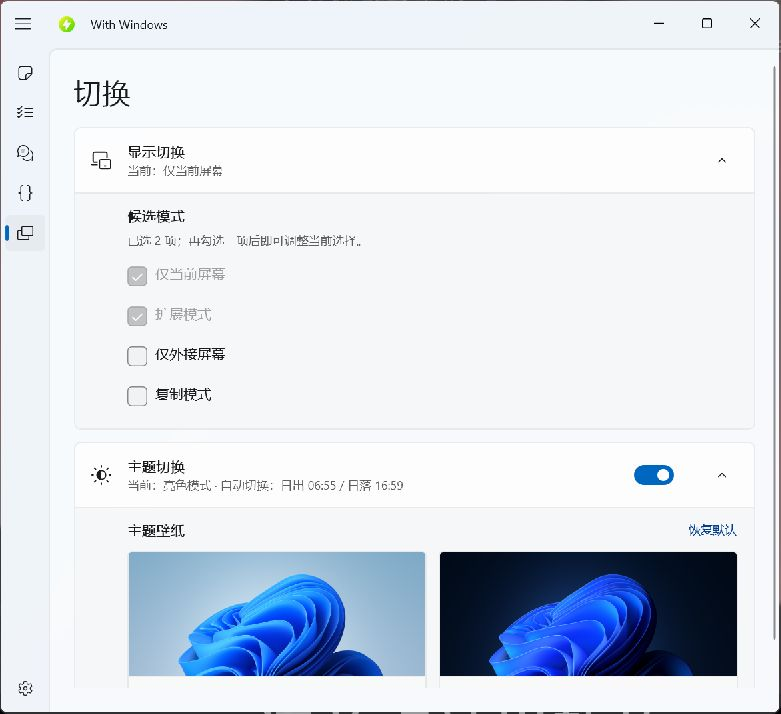 With Windows
切换
显示切换
当前：仅当前屏幕
候选模式
已选 2 项；再勾选一项后即可调整当前选择。
仅当前屏幕
扩展模式
仅外接屏幕
复制模式
主题切换
当前：亮色模式 · 自动切换：日出 06:55 / 日落 16:59
主题壁纸
恢复默认